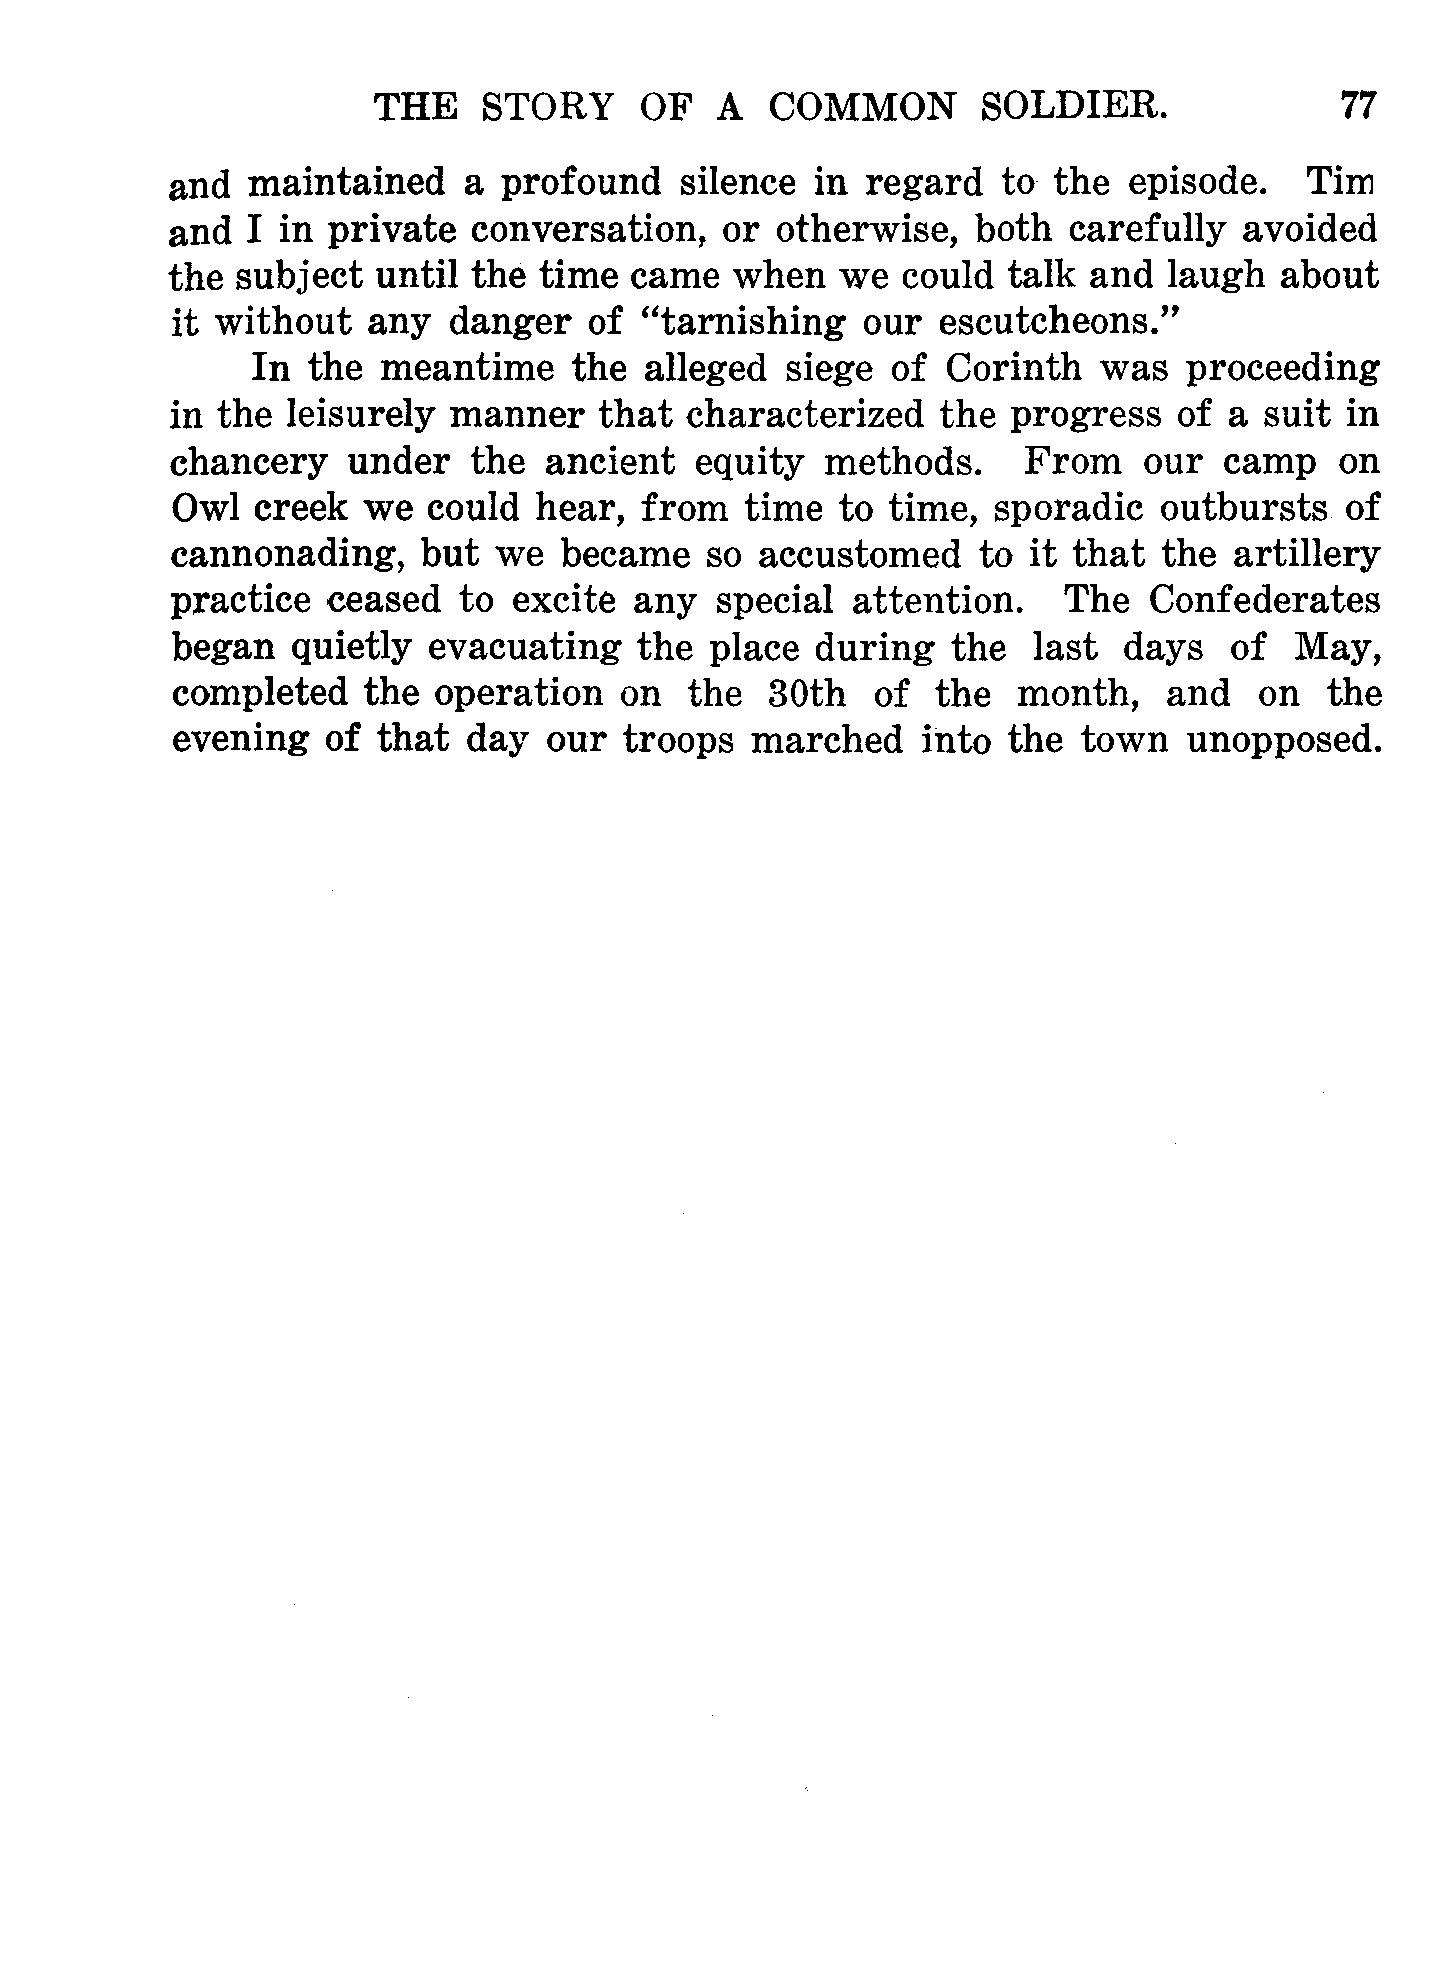 THE STORY OF A COMMON SOLDIER. 77
and maintained a profound silence in regard to the episode. Tim
and I in private conversation, or otherwise, both carefully avoided
the subject until the time came when we could talk and laugh about
it without any danger of “tarnishing our escutcheons.”
In the meantime the alleged siege of Corinth was proceeding
in the leisurely manner that characterized the progress of a suit in
chancery under the ancient equity methods. From our camp on
Owl creek we could hear, from time to time, sporadic outbursts of
cannonading, but we became so accustomed to it that the artillery
practice ceased to excite any special attention. The Confederates
began quietly evacuating the place during the last days of May,
completed the operation on the 30th of the month, and on the
evening of that day our troops marched into the town unopposed.